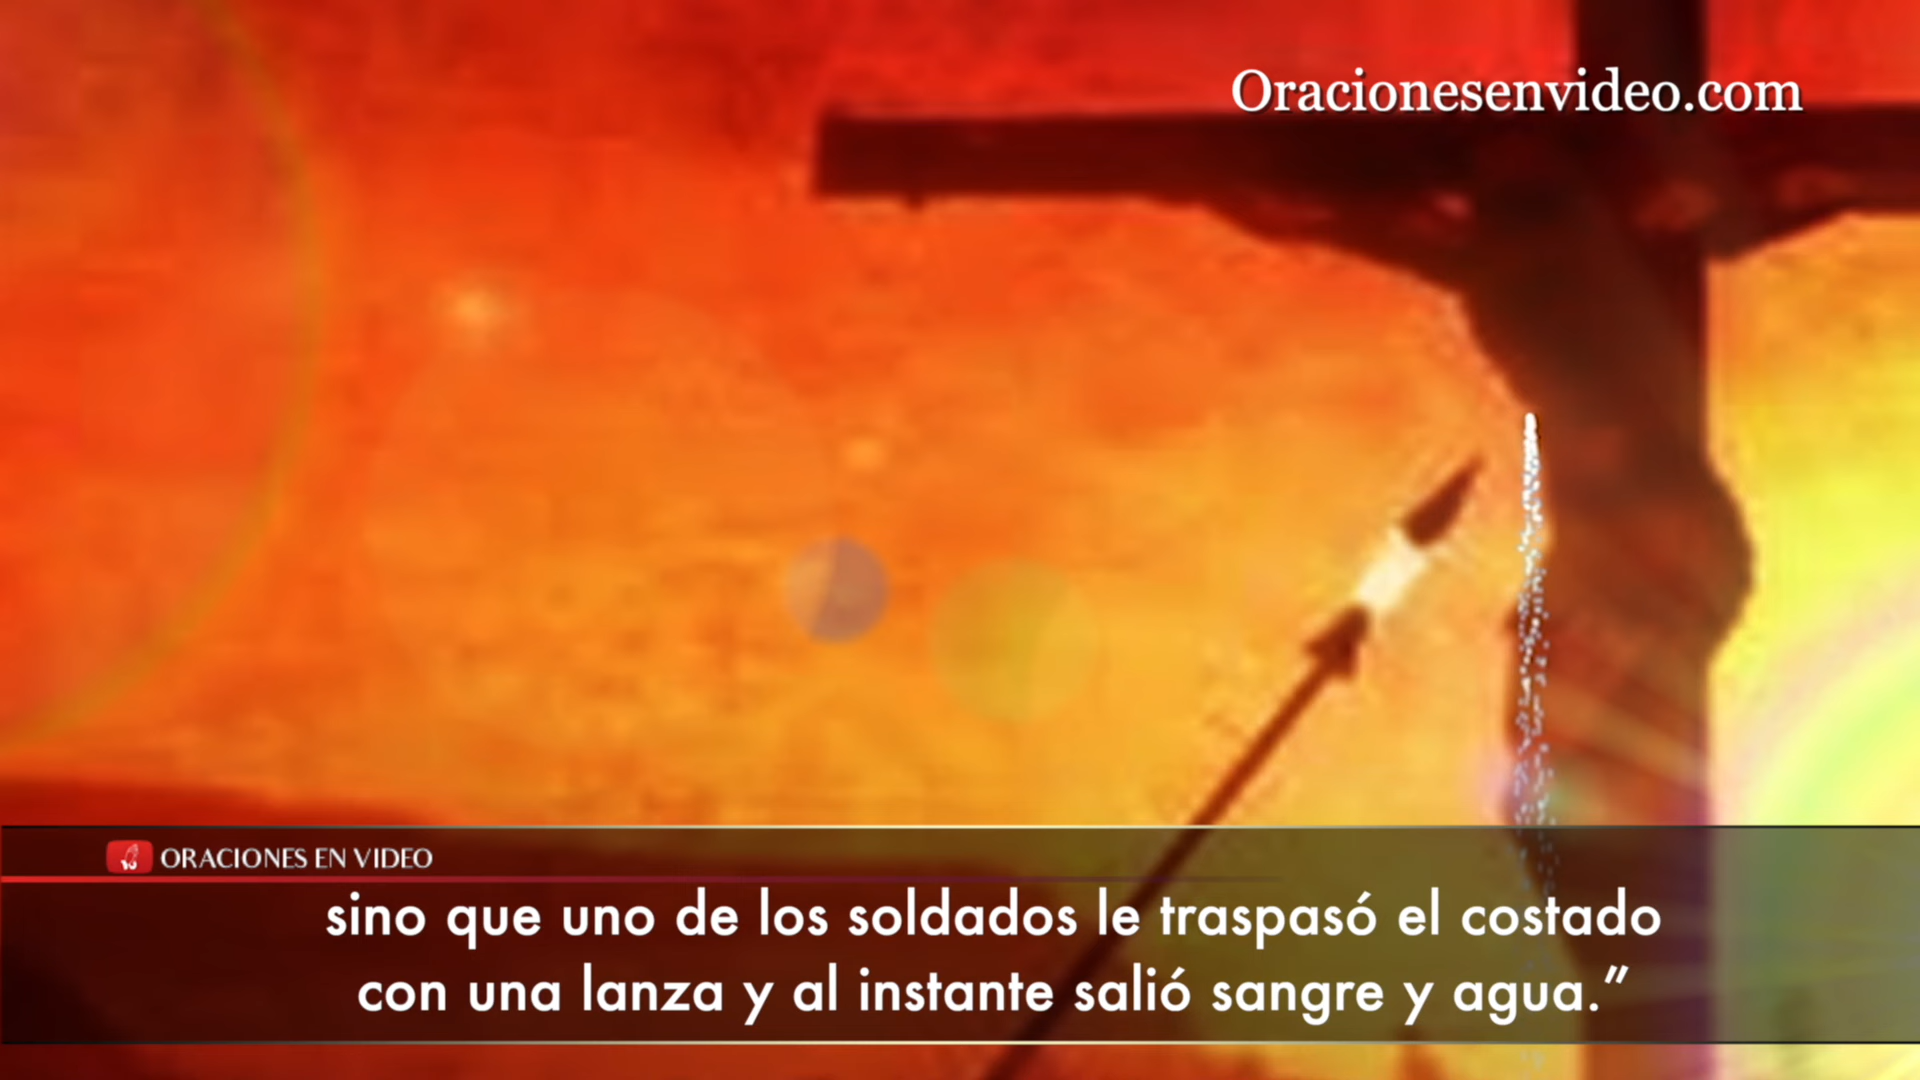 Oracionesenvideo.com
ORACIONES EN VIDEO
sino que uno de los soldados le traspasó el costado
con una lanza y al instante salió sangre y agua.”